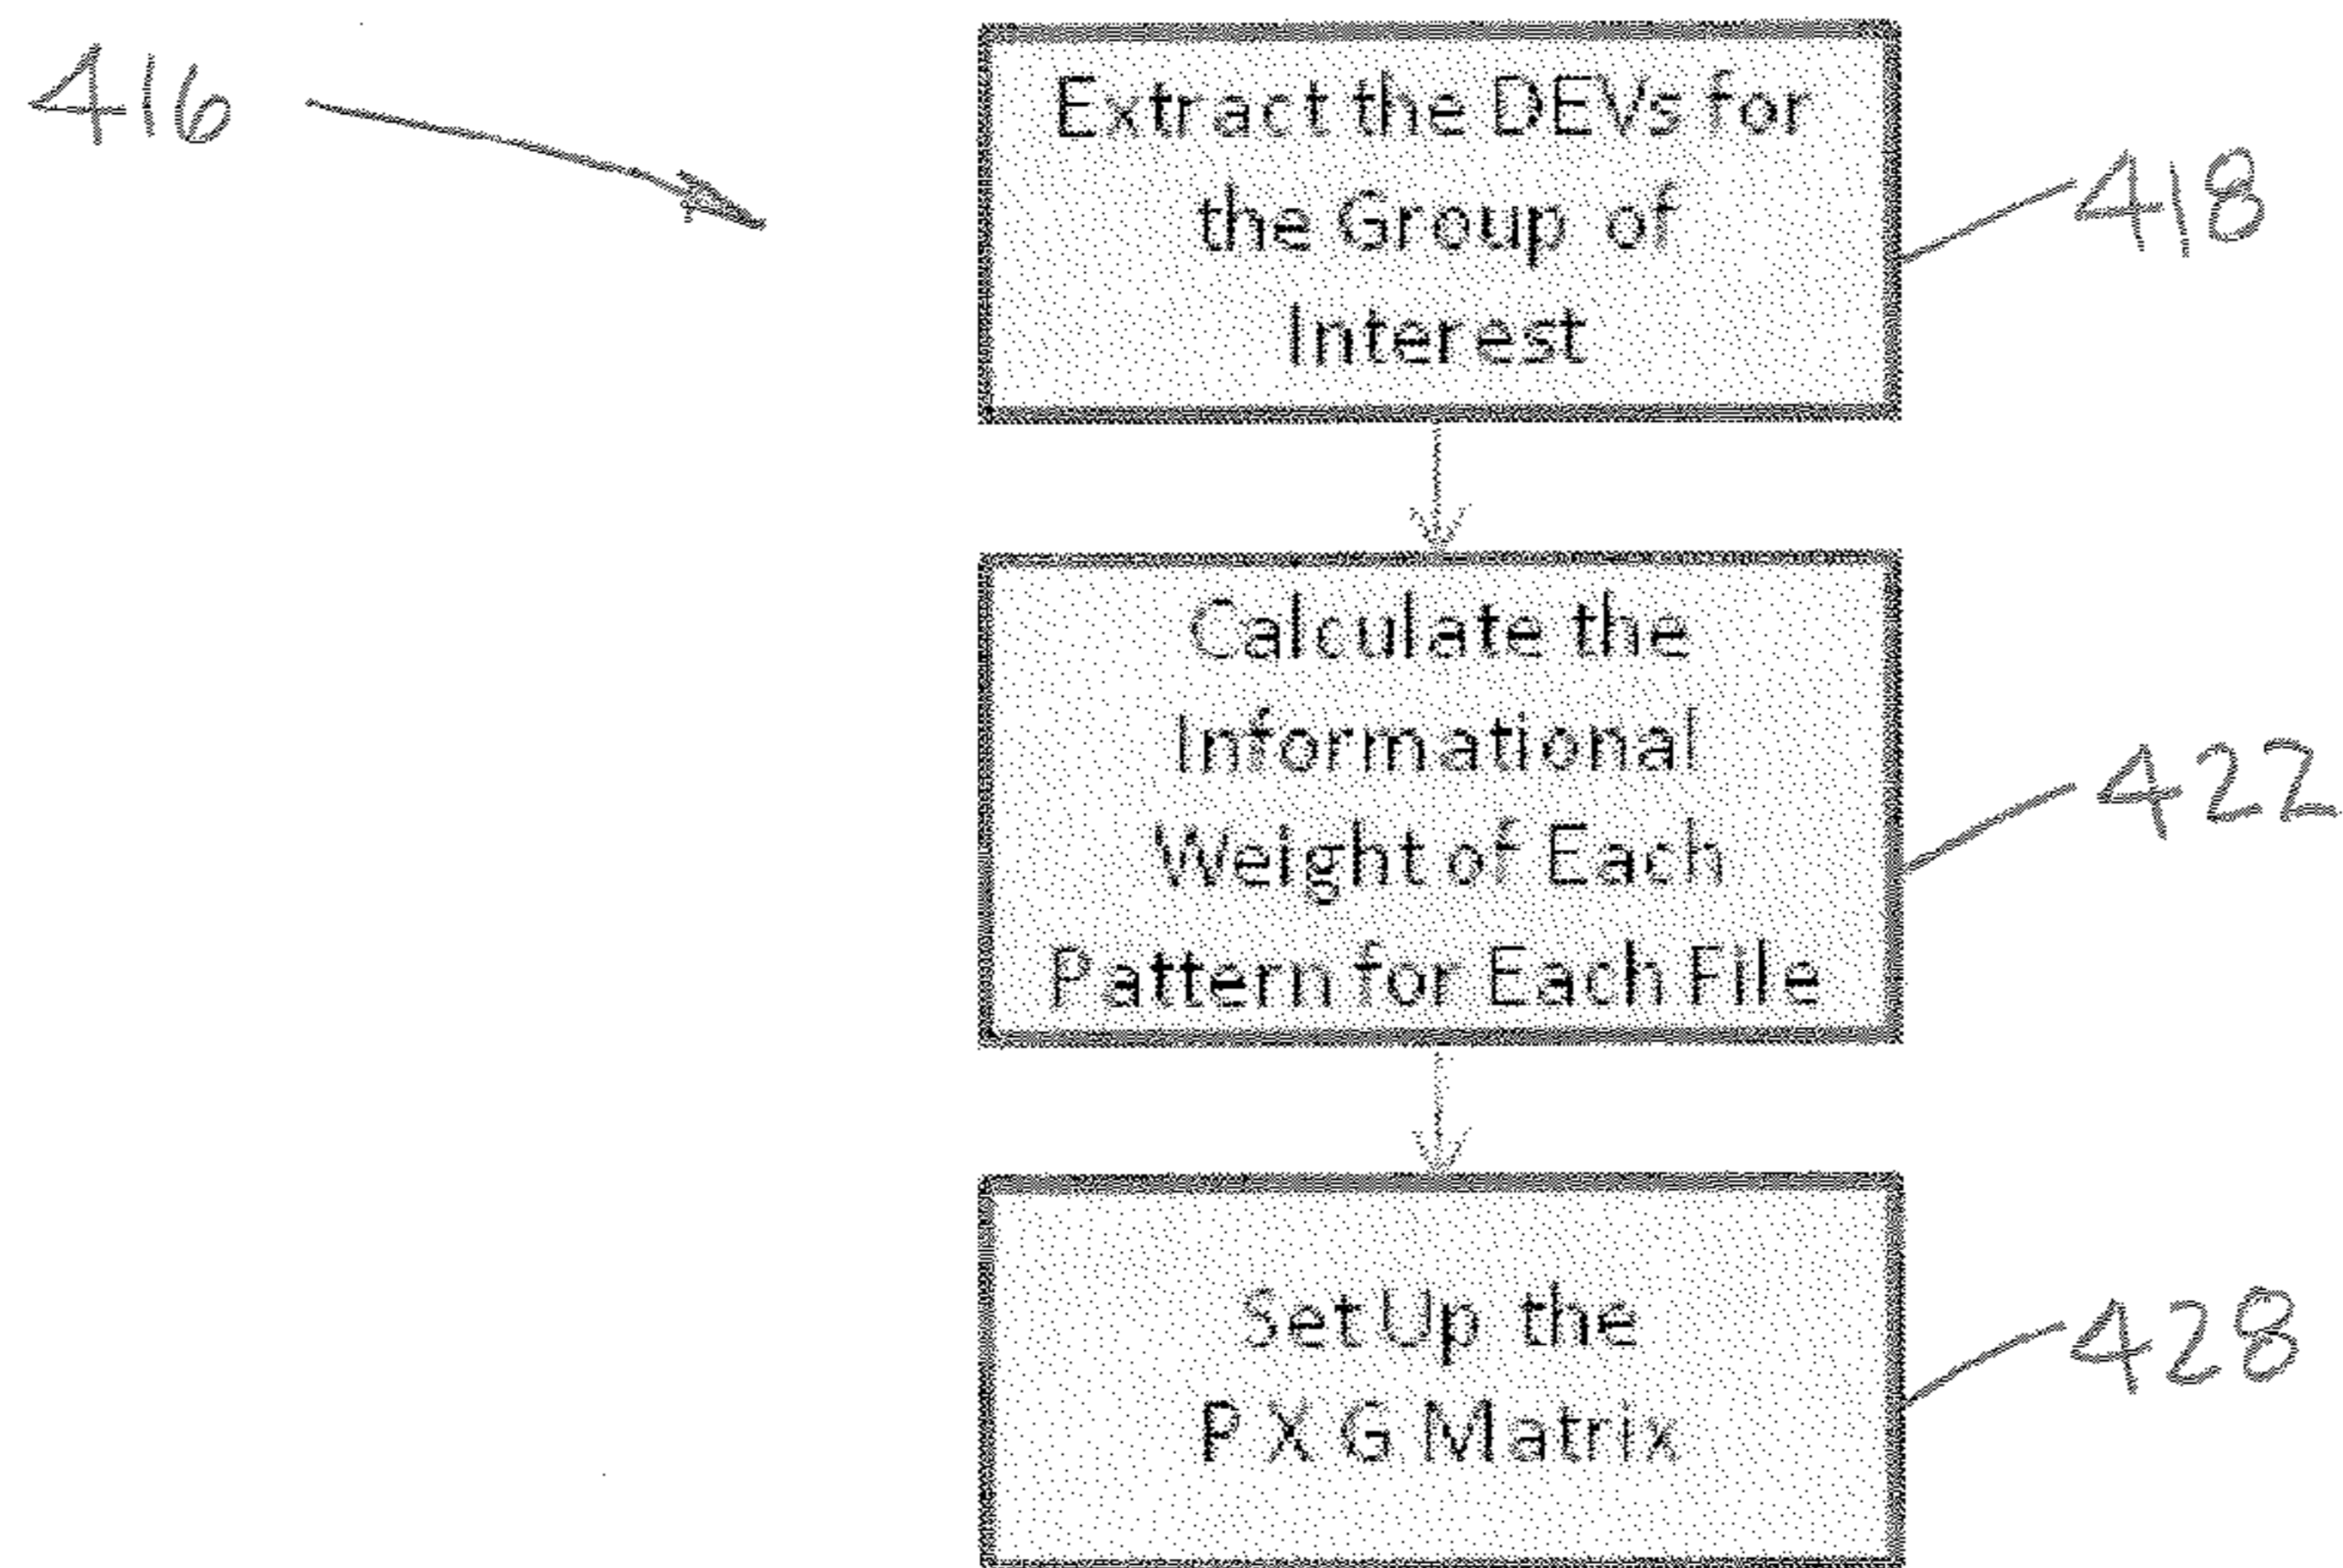 416
Extract the DEVs for
the Group of
Interest
418
Calculate the
Informational
Weight of Each
Pattern for Each File
422
Set Up the
P X G Matrix
428